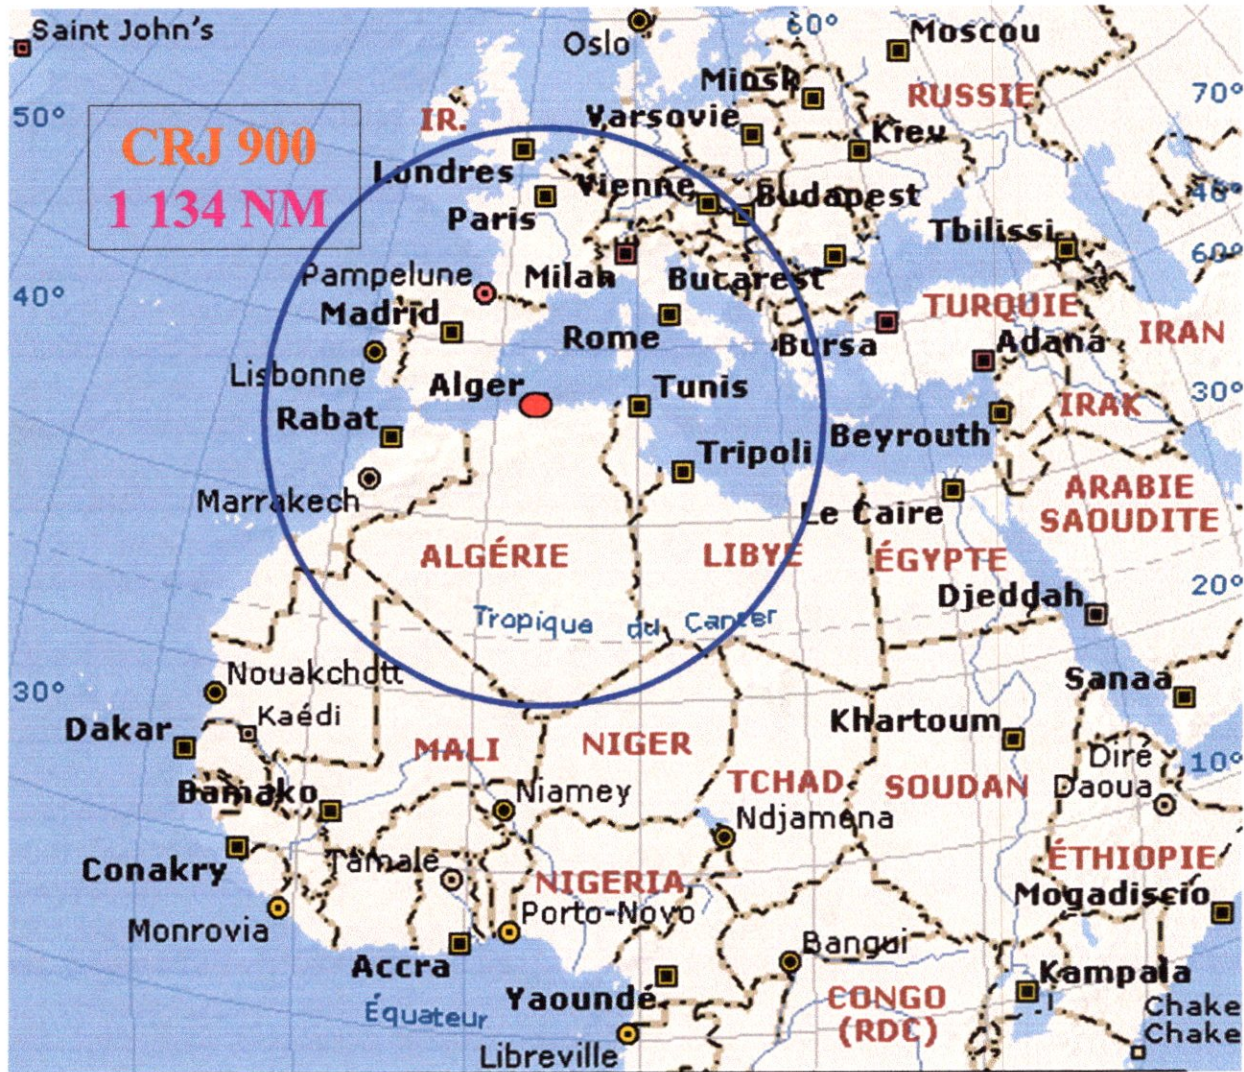 Saint John's
Oslo
60°
Moscou
Minsk
70°
RUSSIE
50°
IR.
Varsovie
Kiev
CRJ 900
Londres
Vienne
Budapest
40°
1 134 NM
Paris
Tbilissi
60°
Pampelune
Milan
Bucarest
40°
Madrid
TURQUIE
IRAN
Rome
Bursa
Adana
Lisbonne
Alger
Tunis
30°
Rabat
IRAK
Beyrouth
Tripoli
Marrakech
ARABIE
SAOUDITE
Le Caire
ALGÉRIE
LIBYE
ÉGYPTE
20°
Djeddah
Tropique du Cancer
Nouakchott
Sanaa
30°
Kaédi
Dakar
Khartoum
MALI
NIGER
Diré
Daoua
10°
TCHAD
SOUDAN
Bamako
Niamey
Ndjamena
Conakry
Tamale
ÉTHIOPIE
NIGERIA
Mogadiscio
Porto-Novo
Monrovia
Bangui
Accra
Kampala
Yaoundé
CONGO
(RDC)
Chake
Chake
Équateur
Libreville